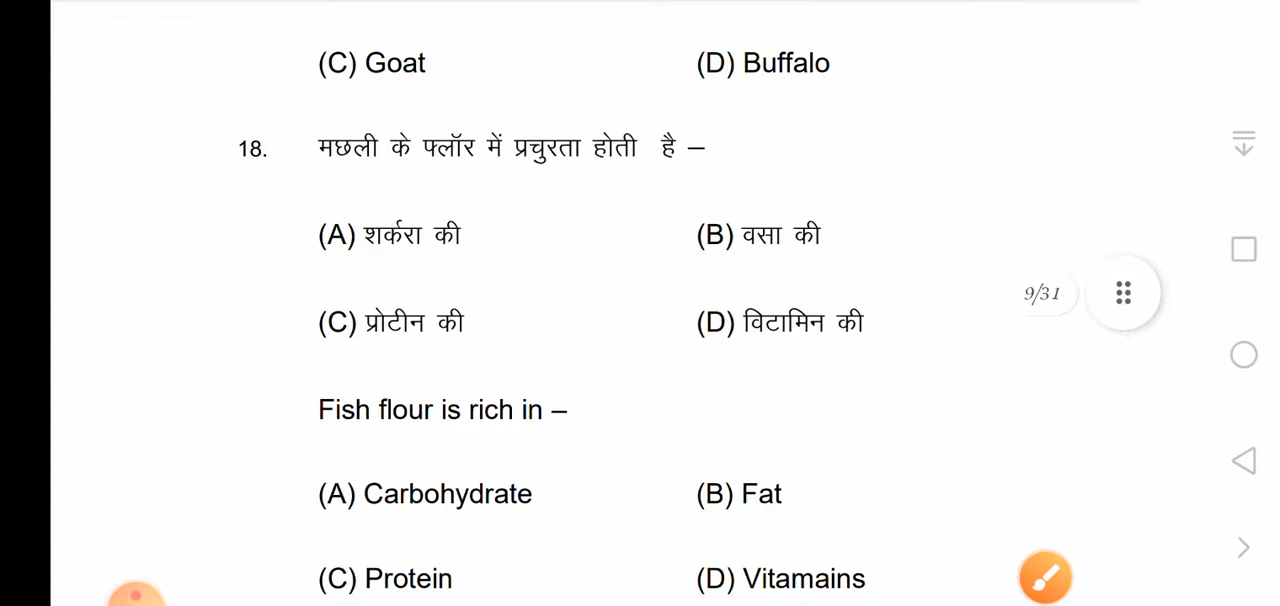 (C) Goat (D) Buffalo
18. मछली के फ्लॉर में प्रचुरता होती है –
(A) शर्करा की (B) वसा की
9/31
(C) प्रोटीन की (D) विटामिन की
Fish flour is rich in –
(A) Carbohydrate (B) Fat
(C) Protein (D) Vitamains